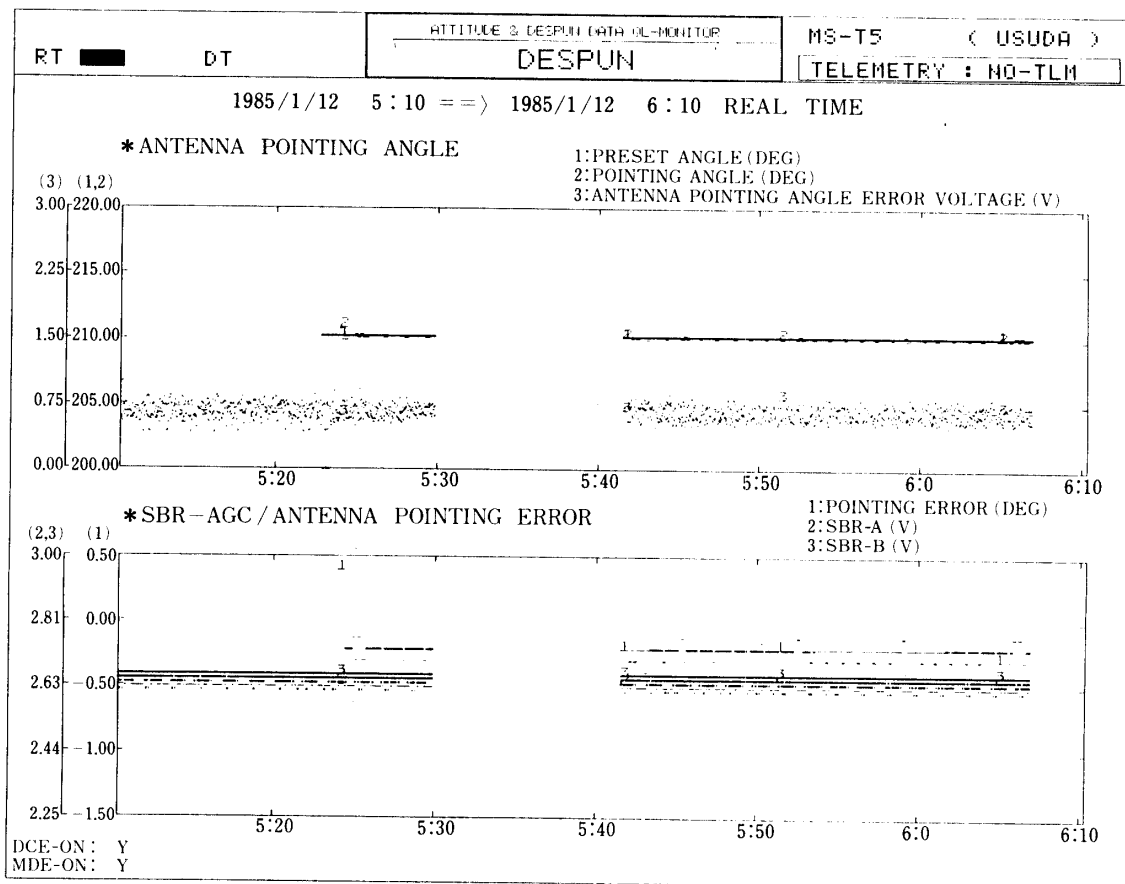 RT DT
ATTITUDE & DESPUN DATA QL-MONITOR
DESPUN
MS-T5 ( USUDA )
TELEMETRY : NO-TLM
1985/1/12 5:10 ==> 1985/1/12 6:10 REAL TIME
*ANTENNA POINTING ANGLE
1:PRESET ANGLE(DEG)
2:POINTING ANGLE(DEG)
3:ANTENNA POINTING ANGLE ERROR VOLTAGE(V)
(3) (1,2)
3.00 220.00
2.25 215.00
1.50 210.00
0.75 205.00
0.00 200.00
5:20 5:30 5:40 5:50 6:0 6:10
*SBR-AGC/ANTENNA POINTING ERROR
1:POINTING ERROR(DEG)
2:SBR-A(V)
3:SBR-B(V)
(2,3) (1)
3.00 0.50
2.81 0.00
2.63 -0.50
2.44 -1.00
2.25 -1.50
5:20 5:30 5:40 5:50 6:0 6:10
DCE-ON: Y
MDE-ON: Y